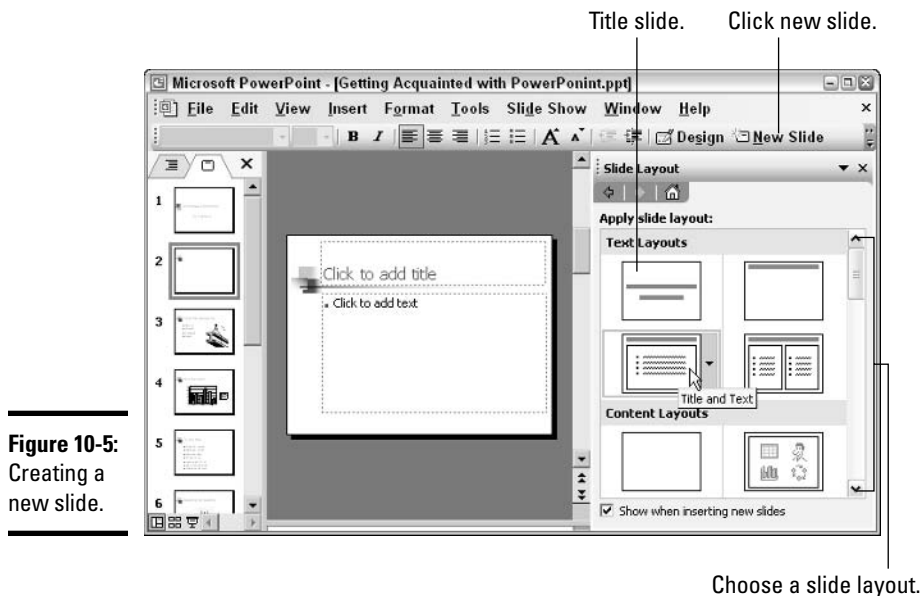 Title slide. Click new slide.
Microsoft PowerPoint - [Getting Acquainted with PowerPonint.ppt]
File Edit View Insert Format Tools Slide Show Window Help
B I A A Design New Slide
Slide Layout
Apply slide layout:
Text Layouts
1
2
3
4
5
6
Click to add title
Click to add text
Title and Text
Content Layouts
Show when inserting new slides
Figure 10-5:
Creating a
new slide.
Choose a slide layout.